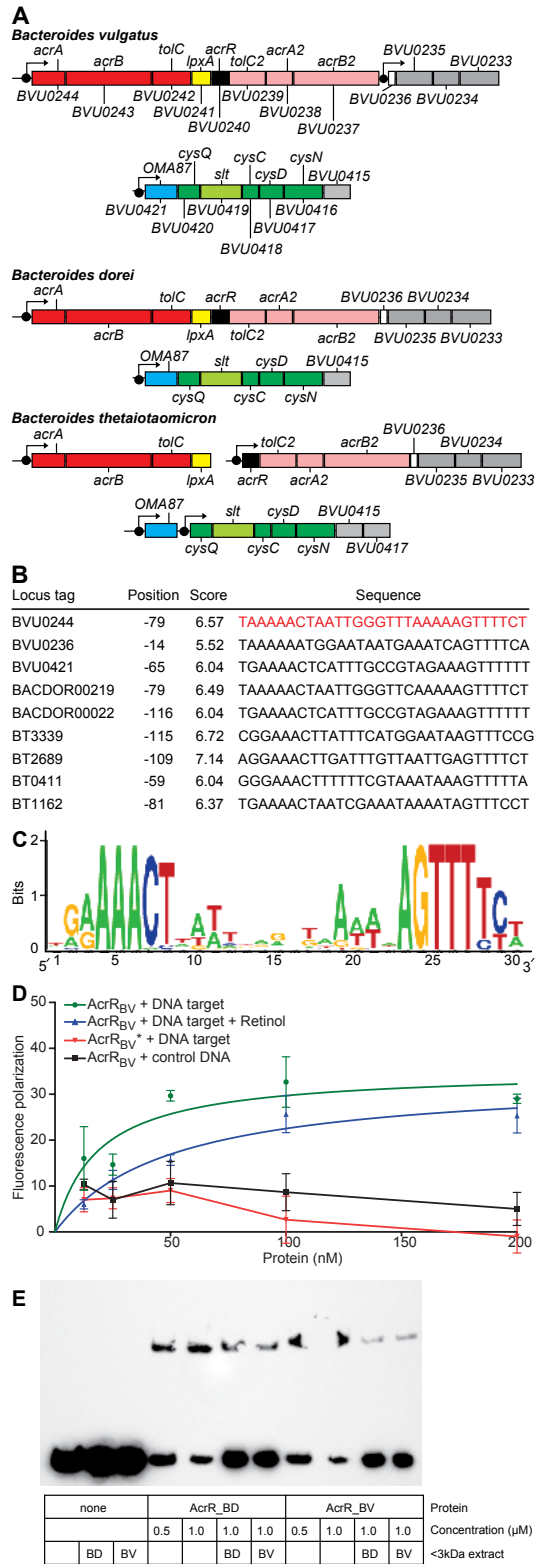 A
Bacteroides vulgatus
acrA acrB tolC lpxA acrR tolC2 acrA2 acrB2 BVU0235 BVU0233
BVU0244 BVU0243 BVU0242 BVU0241 BVU0240 BVU0239 BVU0238 BVU0237 BVU0236 BVU0234
OMA87 cysQ slt cysC cysD cysN BVU0415
BVU0421 BVU0420 BVU0419 BVU0418 BVU0417 BVU0416
Bacteroides dorei
acrA tolC acrR acrA2 BVU0236 BVU0234
acrB lpxA tolC2 acrB2 BVU0235 BVU0233
OMA87 slt cysD BVU0415
cysQ cysC cysN
Bacteroides thetaiotaomicron
acrA tolC tolC2 acrB2 BVU0236 BVU0234
acrB lpxA acrR acrA2 BVU0235 BVU0233
OMA87 slt cysD BVU0415
cysQ cysC cysN BVU0417
B
Locus tag Position Score Sequence
BVU0244 -79 6.57 TAAAAACTAATTGGGTTTAAAAAGTTTTCT
BVU0236 -14 5.52 TAAAAAATGGAATAATGAAATCAGTTTTCA
BVU0421 -65 6.04 TGAAAACTCATTTGCCGTAGAAAGTTTTTT
BACDOR00219 -79 6.49 TAAAAACTAATTGGGTTCAAAAAGTTTTCT
BACDOR00022 -116 6.04 TGAAAACTCATTTGCCGTAGAAAGTTTTTT
BT3339 -115 6.72 CGGAAACTTATTTCATGGAATAAGTTTCCG
BT2689 -109 7.14 AGGAAACTTGATTTGTTAATTGAGTTTTCT
BT0411 -59 6.04 GGGAAACTTTTTTCGTAAATAAAGTTTTTA
BT1162 -81 6.37 TGAAAACTAATCGAAATAAAATAGTTTCCT
C
Bits
2
1
0
5′ 1 5 10 15 20 25 30 3′
D
AcrRBV + DNA target
AcrRBV + DNA target + Retinol
AcrRBV* + DNA target
AcrRBV + control DNA
Fluorescence polarization
50
40
30
20
10
0
50 100 150 200
Protein (nM)
E
none AcrR_BD AcrR_BV Protein
0.5 1.0 1.0 1.0 0.5 1.0 1.0 1.0 Concentration (µM)
BD BV BD BV BD BV <3kDa extract